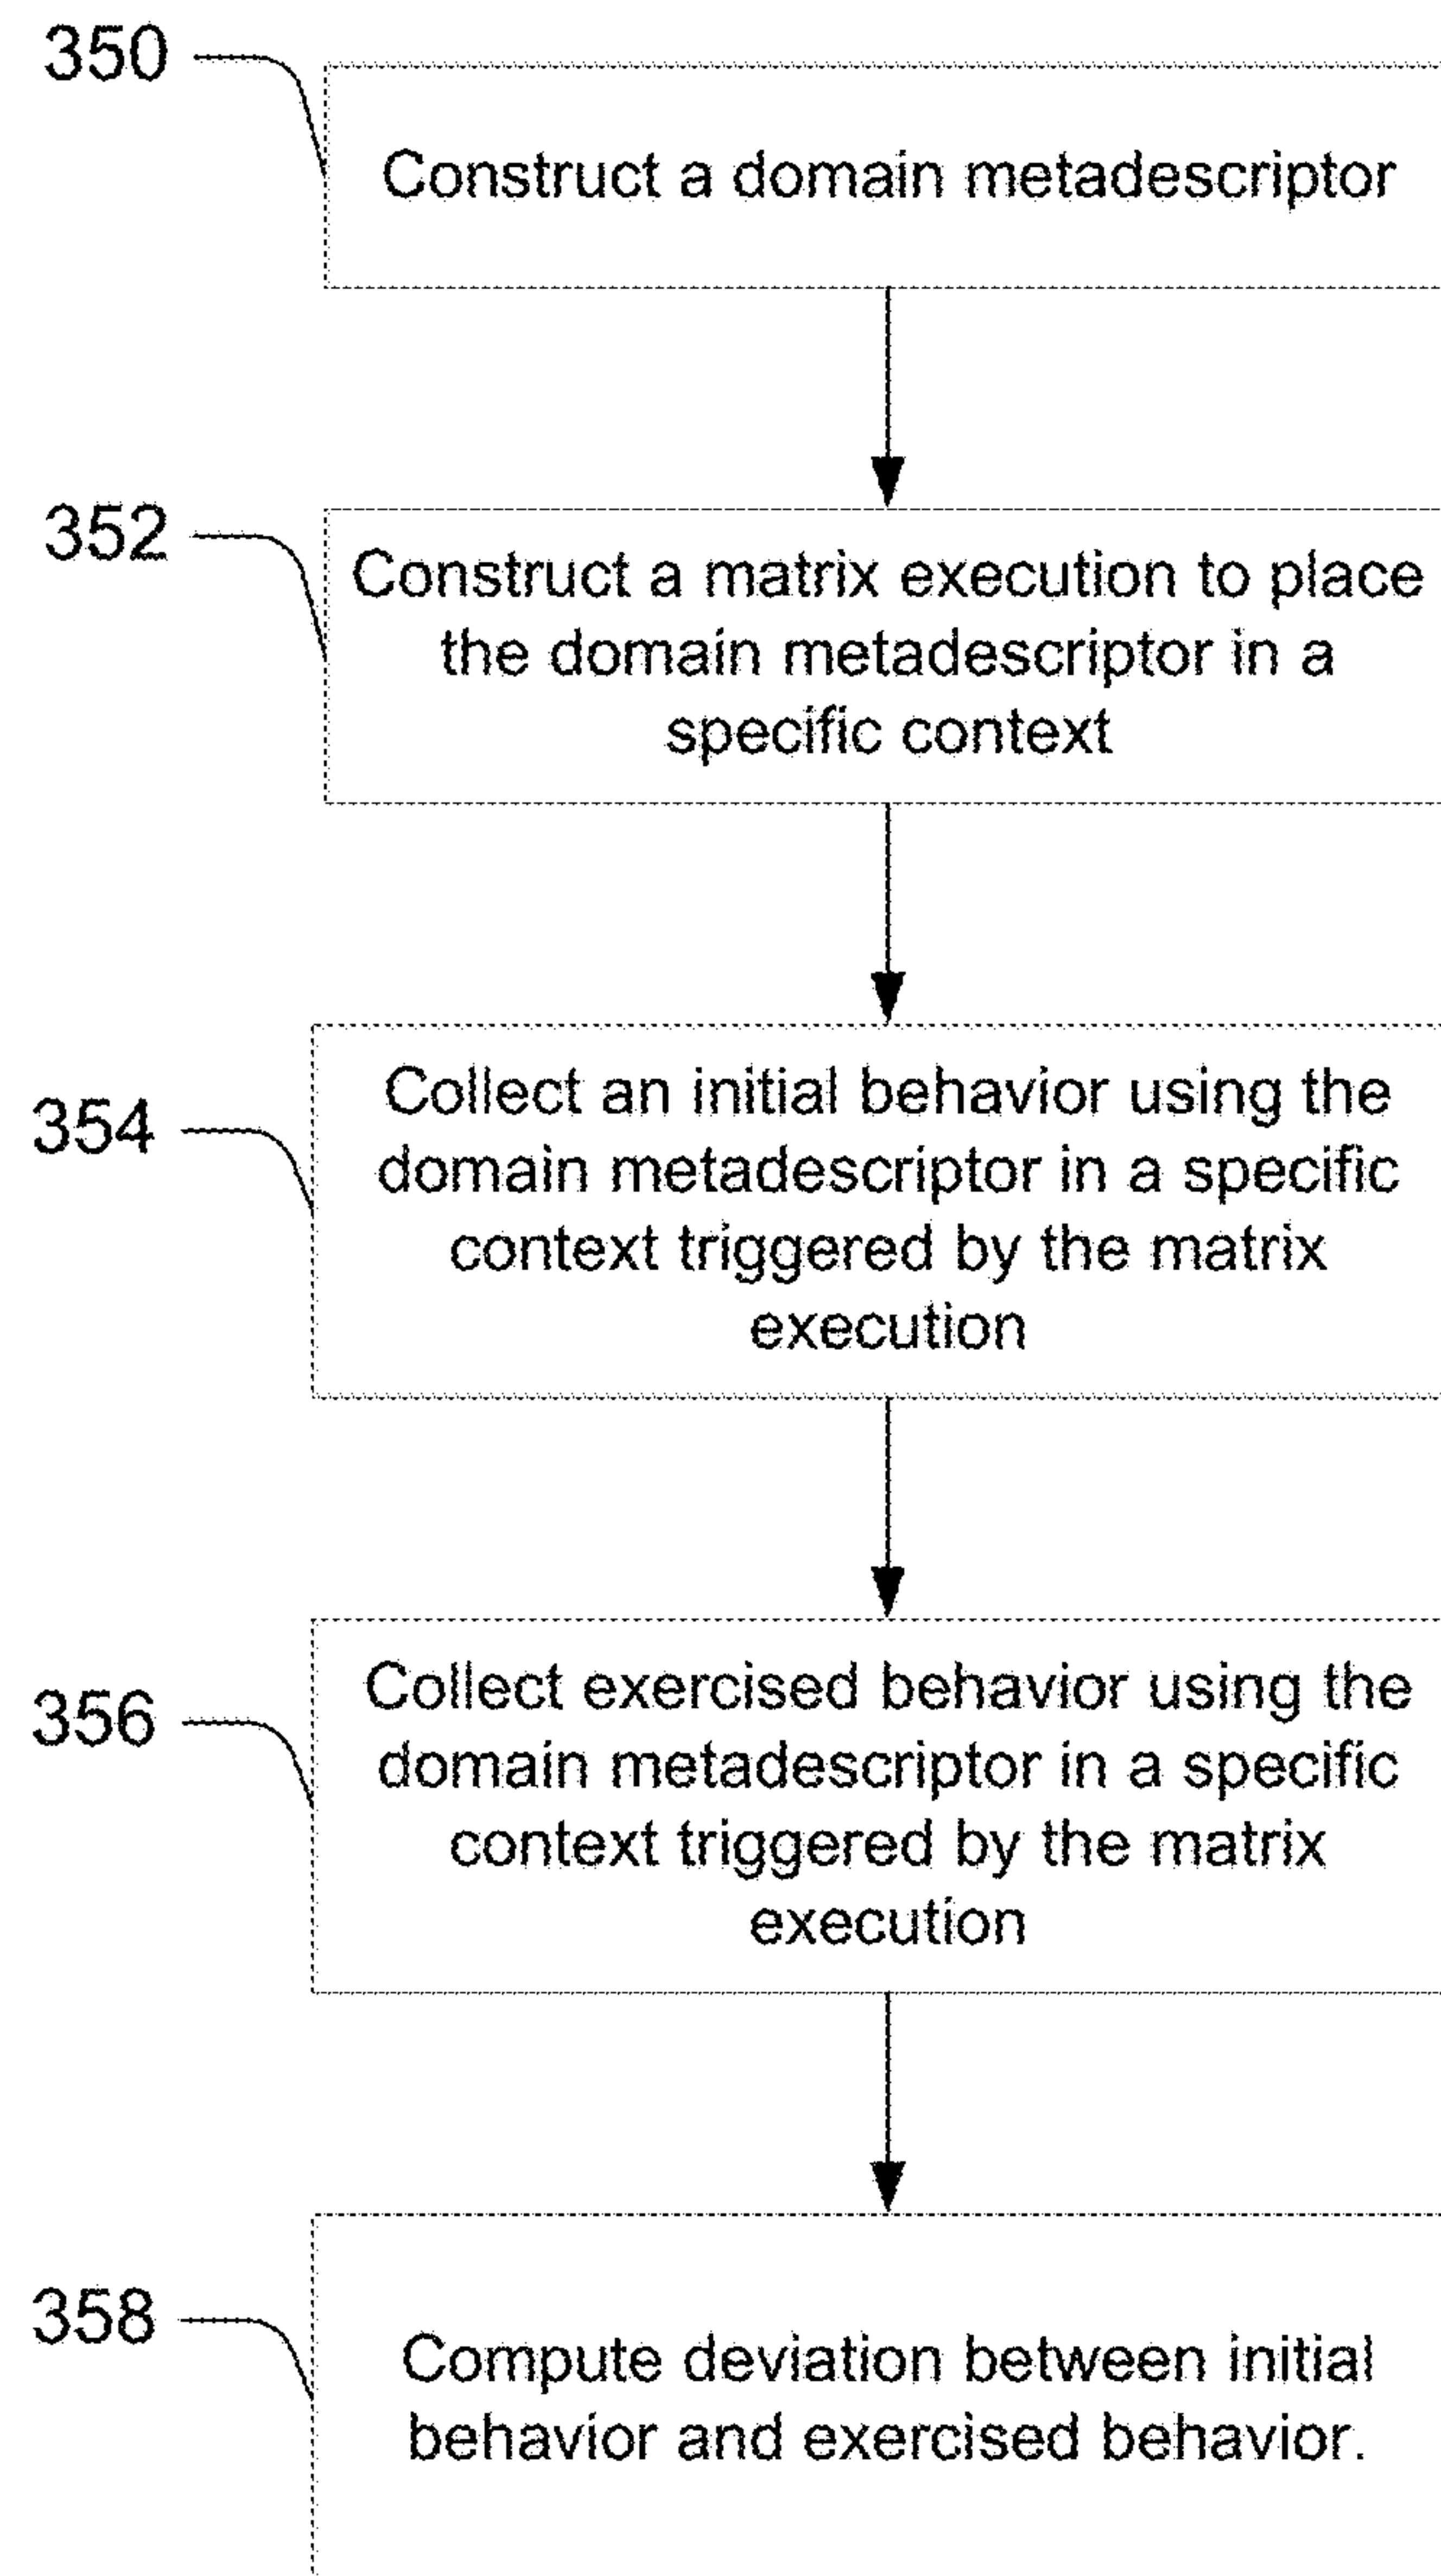 350
Construct a domain metadescriptor
352
Construct a matrix execution to place
the domain metadescriptor in a
specific context
354
Collect an initial behavior using the
domain metadescriptor in a specific
context triggered by the matrix
execution
356
Collect exercised behavior using the
domain metadescriptor in a specific
context triggered by the matrix
execution
358
Compute deviation between initial
behavior and exercised behavior.